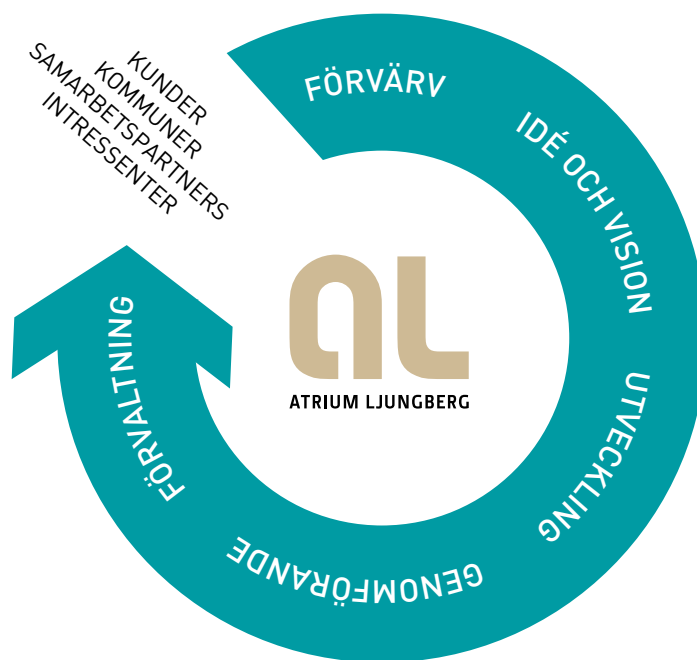 KUNDER
KOMMUNER
SAMARBETSPARTNERS
INTRESSENTER
FÖRVÄRV
IDÉ OCH VISION
UTVECKLING
GENOMFÖRANDE
FÖRVALTNING
aL
ATRIUM LJUNGBERG